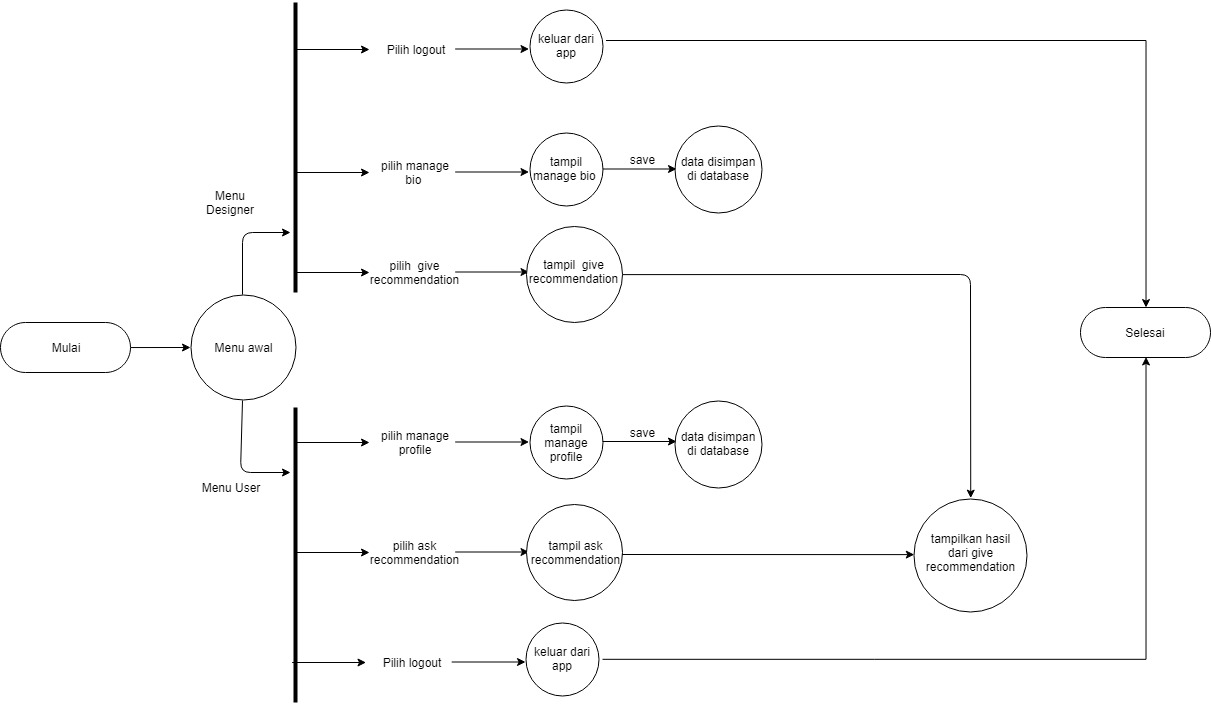 Pilih logout
keluar dari
app
pilih manage
bio
tampil
manage bio
save
data disimpan
di database
Menu
Designer
pilih  give
recommendation
tampil  give
recommendation
Mulai
Menu awal
Selesai
pilih manage
profile
tampil
manage
profile
save
data disimpan
di database
Menu User
pilih ask
recommendation
tampil ask
recommendation
tampilkan hasil
dari give
recommendation
Pilih logout
keluar dari
app